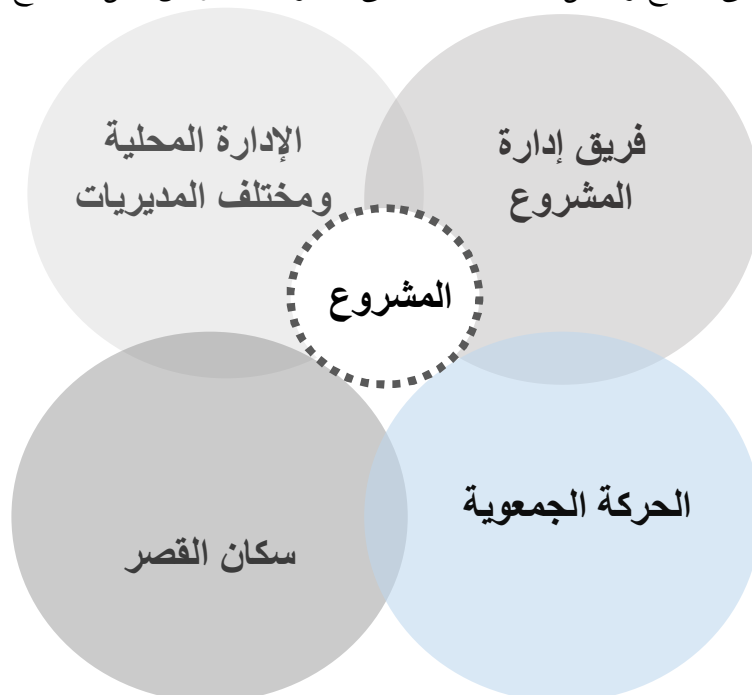 فريق إدارة
المشروع
الإدارة المحلية
ومختلف المديريات
المشروع
الحركة الجمعوية
سكان القصر